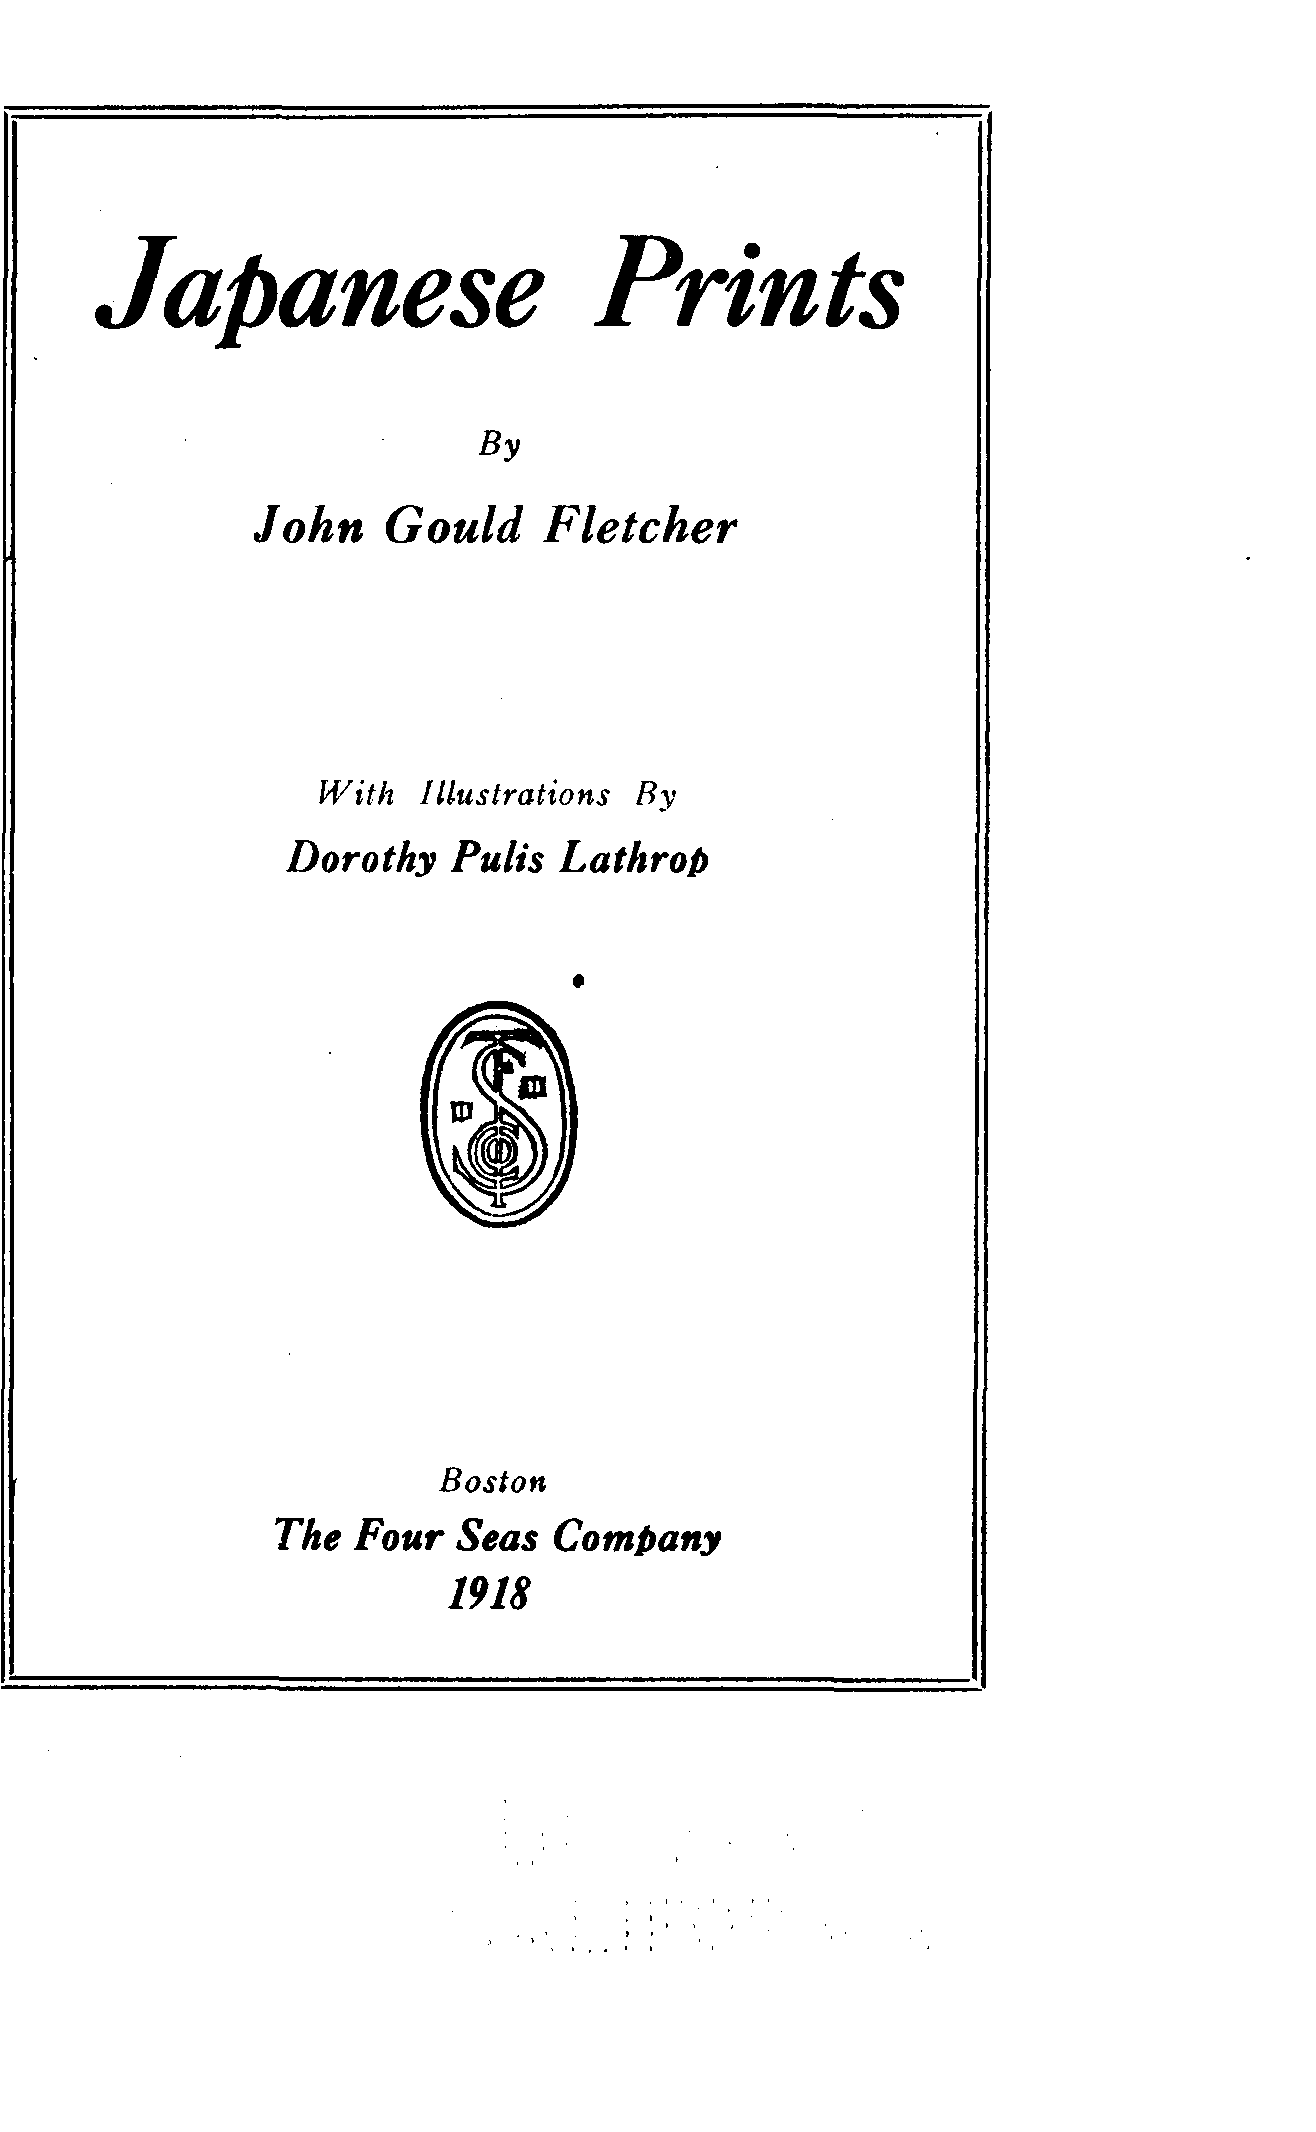 Japanese Prints
By
John Gould Fletcher
With Illustrations By
Dorothy Pulis Lathrop
Boston
The Four Seas Company
1918